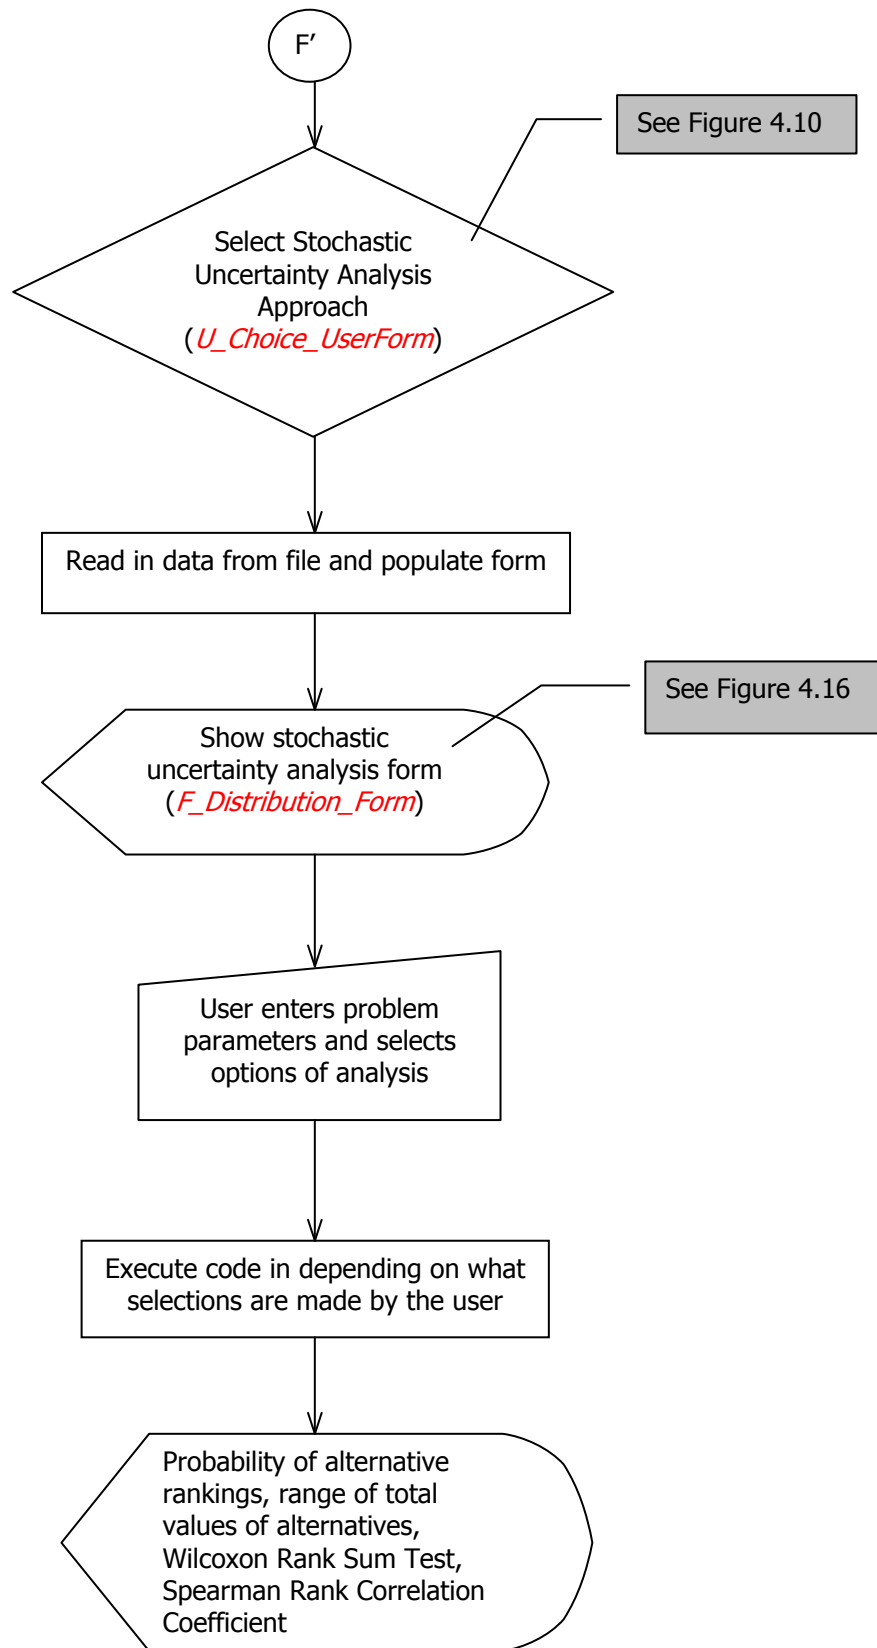 F’
See Figure 4.10
Select Stochastic
Uncertainty Analysis
Approach
(U_Choice_UserForm)
Read in data from file and populate form
See Figure 4.16
Show stochastic
uncertainty analysis form
(F_Distribution_Form)
User enters problem
parameters and selects
options of analysis
Execute code in depending on what
selections are made by the user
Probability of alternative
rankings, range of total
values of alternatives,
Wilcoxon Rank Sum Test,
Spearman Rank Correlation
Coefficient